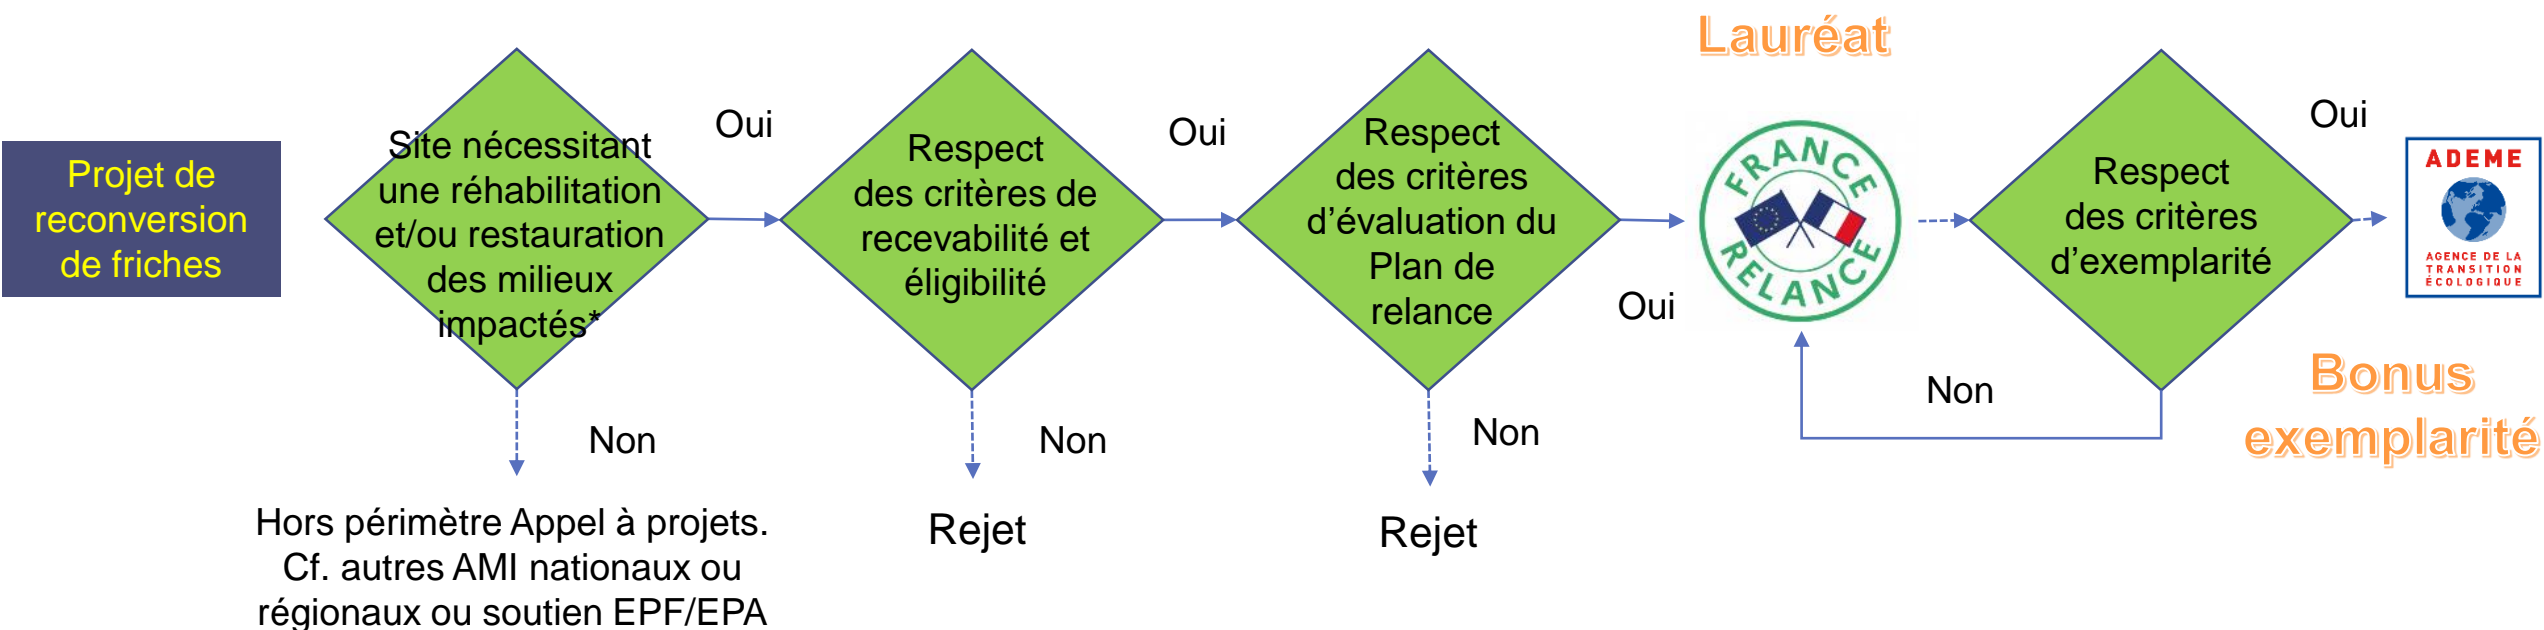 Projet de
reconversion
de friches
Site nécessitant
une réhabilitation
et/ou restauration
des milieux
impactés*
Oui
Non
Hors périmètre Appel à projets.
Cf. autres AMI nationaux ou
régionaux ou soutien EPF/EPA
Respect
des critères de
recevabilité et
éligibilité
Oui
Non
Rejet
Respect
des critères
d’évaluation du
Plan de
relance
Oui
Non
Rejet
Lauréat
FRANCE
RELANCE
Respect
des critères
d’exemplarité
Non
Oui
ADEME
AGENCE DE LA
TRANSITION
ÉCOLOGIQUE
Bonus
exemplarité